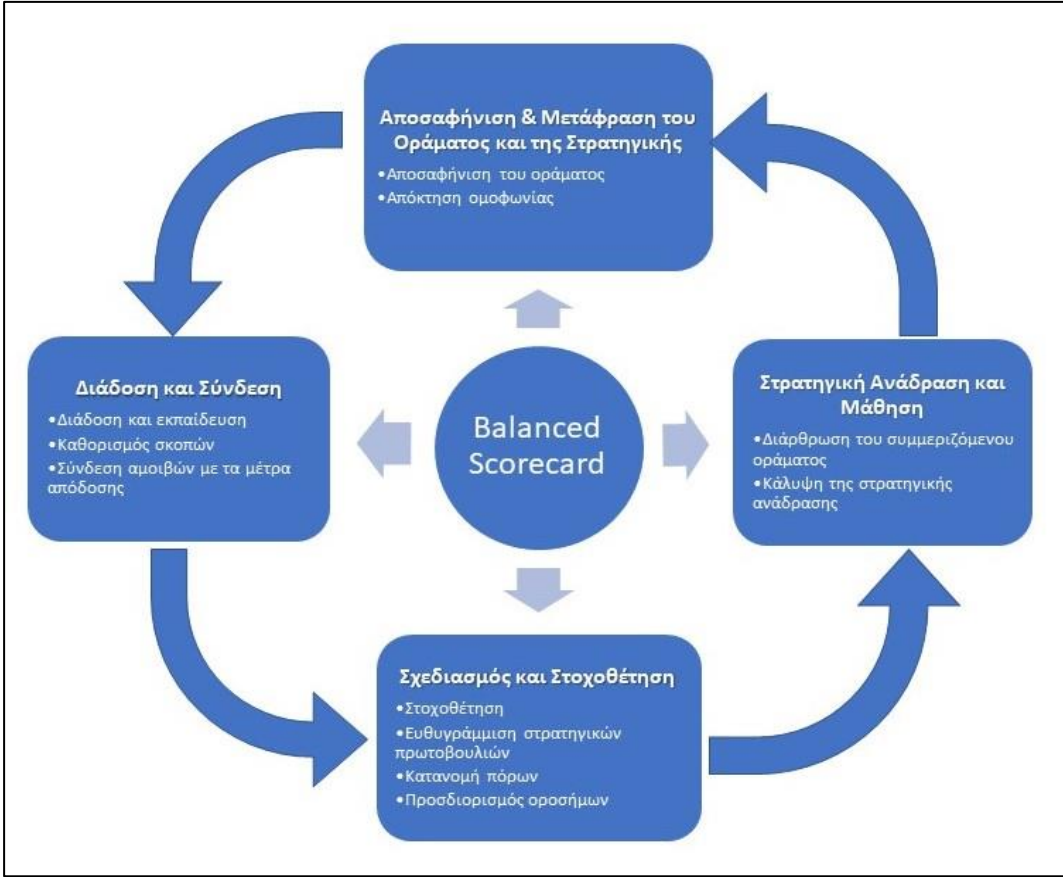 Αποσαφήνιση & Μετάφραση του
Οράματος και της Στρατηγικής
•Αποσαφήνιση του οράματος
•Απόκτηση ομοφωνίας
Διάδοση και Σύνδεση
•Διάδοση και εκπαίδευση
•Καθορισμός σκοπών
•Σύνδεση αμοιβών με τα μέτρα
απόδοσης
Balanced
Scorecard
Στρατηγική Ανάδραση και
Μάθηση
•Διάρθρωση του συμμεριζόμενου
οράματος
•Κάλυψη της στρατηγικής
ανάδρασης
Σχεδιασμός και Στοχοθέτηση
•Στοχοθέτηση
•Ευθυγράμμιση στρατηγικών
πρωτοβουλιών
•Κατανομή πόρων
•Προσδιορισμός οροσήμων